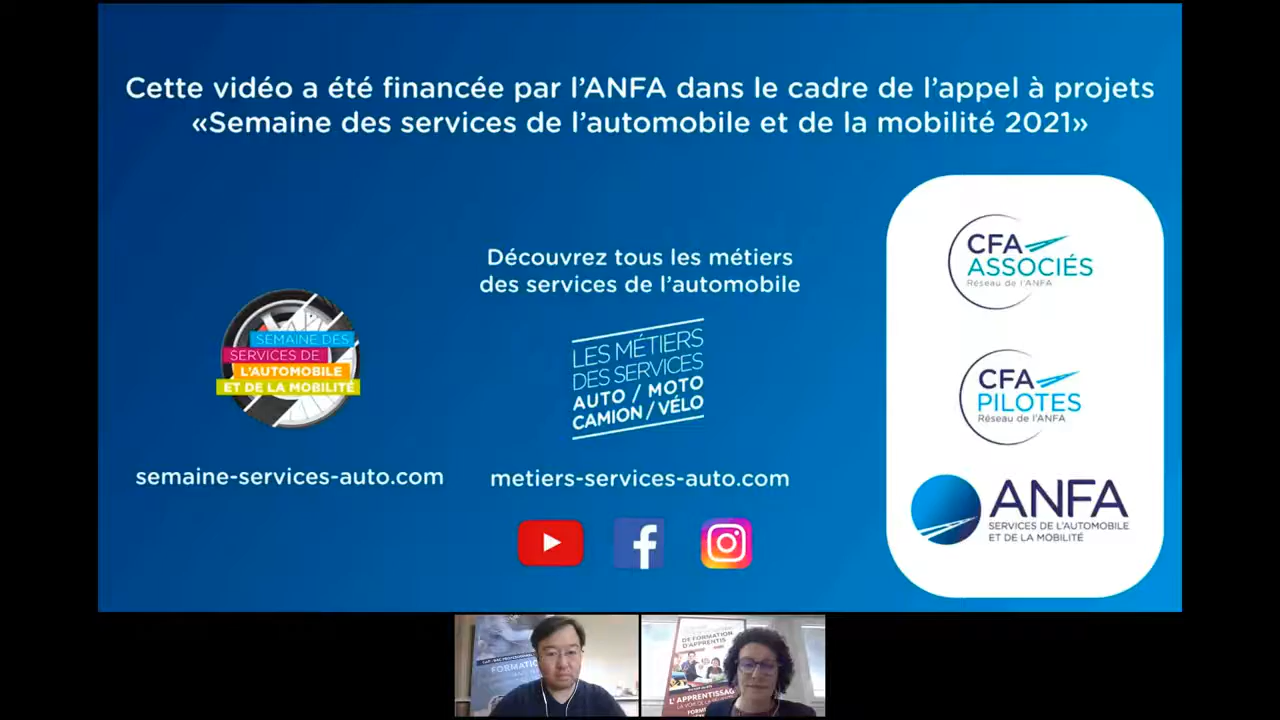 Cette vidéo a été financée par l'ANFA dans le cadre de l'appel à projets
«Semaine des services de l'automobile et de la mobilité 2021»
Découvrez tous les métiers
des services de l'automobile
SEMAINE DES
SERVICES DE
L'AUTOMOBILE
ET DE LA MOBILITÉ
semaine-services-auto.com
LES MÉTIERS
DES SERVICES
AUTO / MOTO
CAMION / VÉLO
metiers-services-auto.com
CFA
ASSOCIÉS
Réseau de l'ANFA
CFA
PILOTES
Réseau de l'ANFA
ANFA
SERVICES DE L'AUTOMOBILE
ET DE LA MOBILITÉ
DE FORMATION
D'APPRENTIS
L'APPRENTISSAG